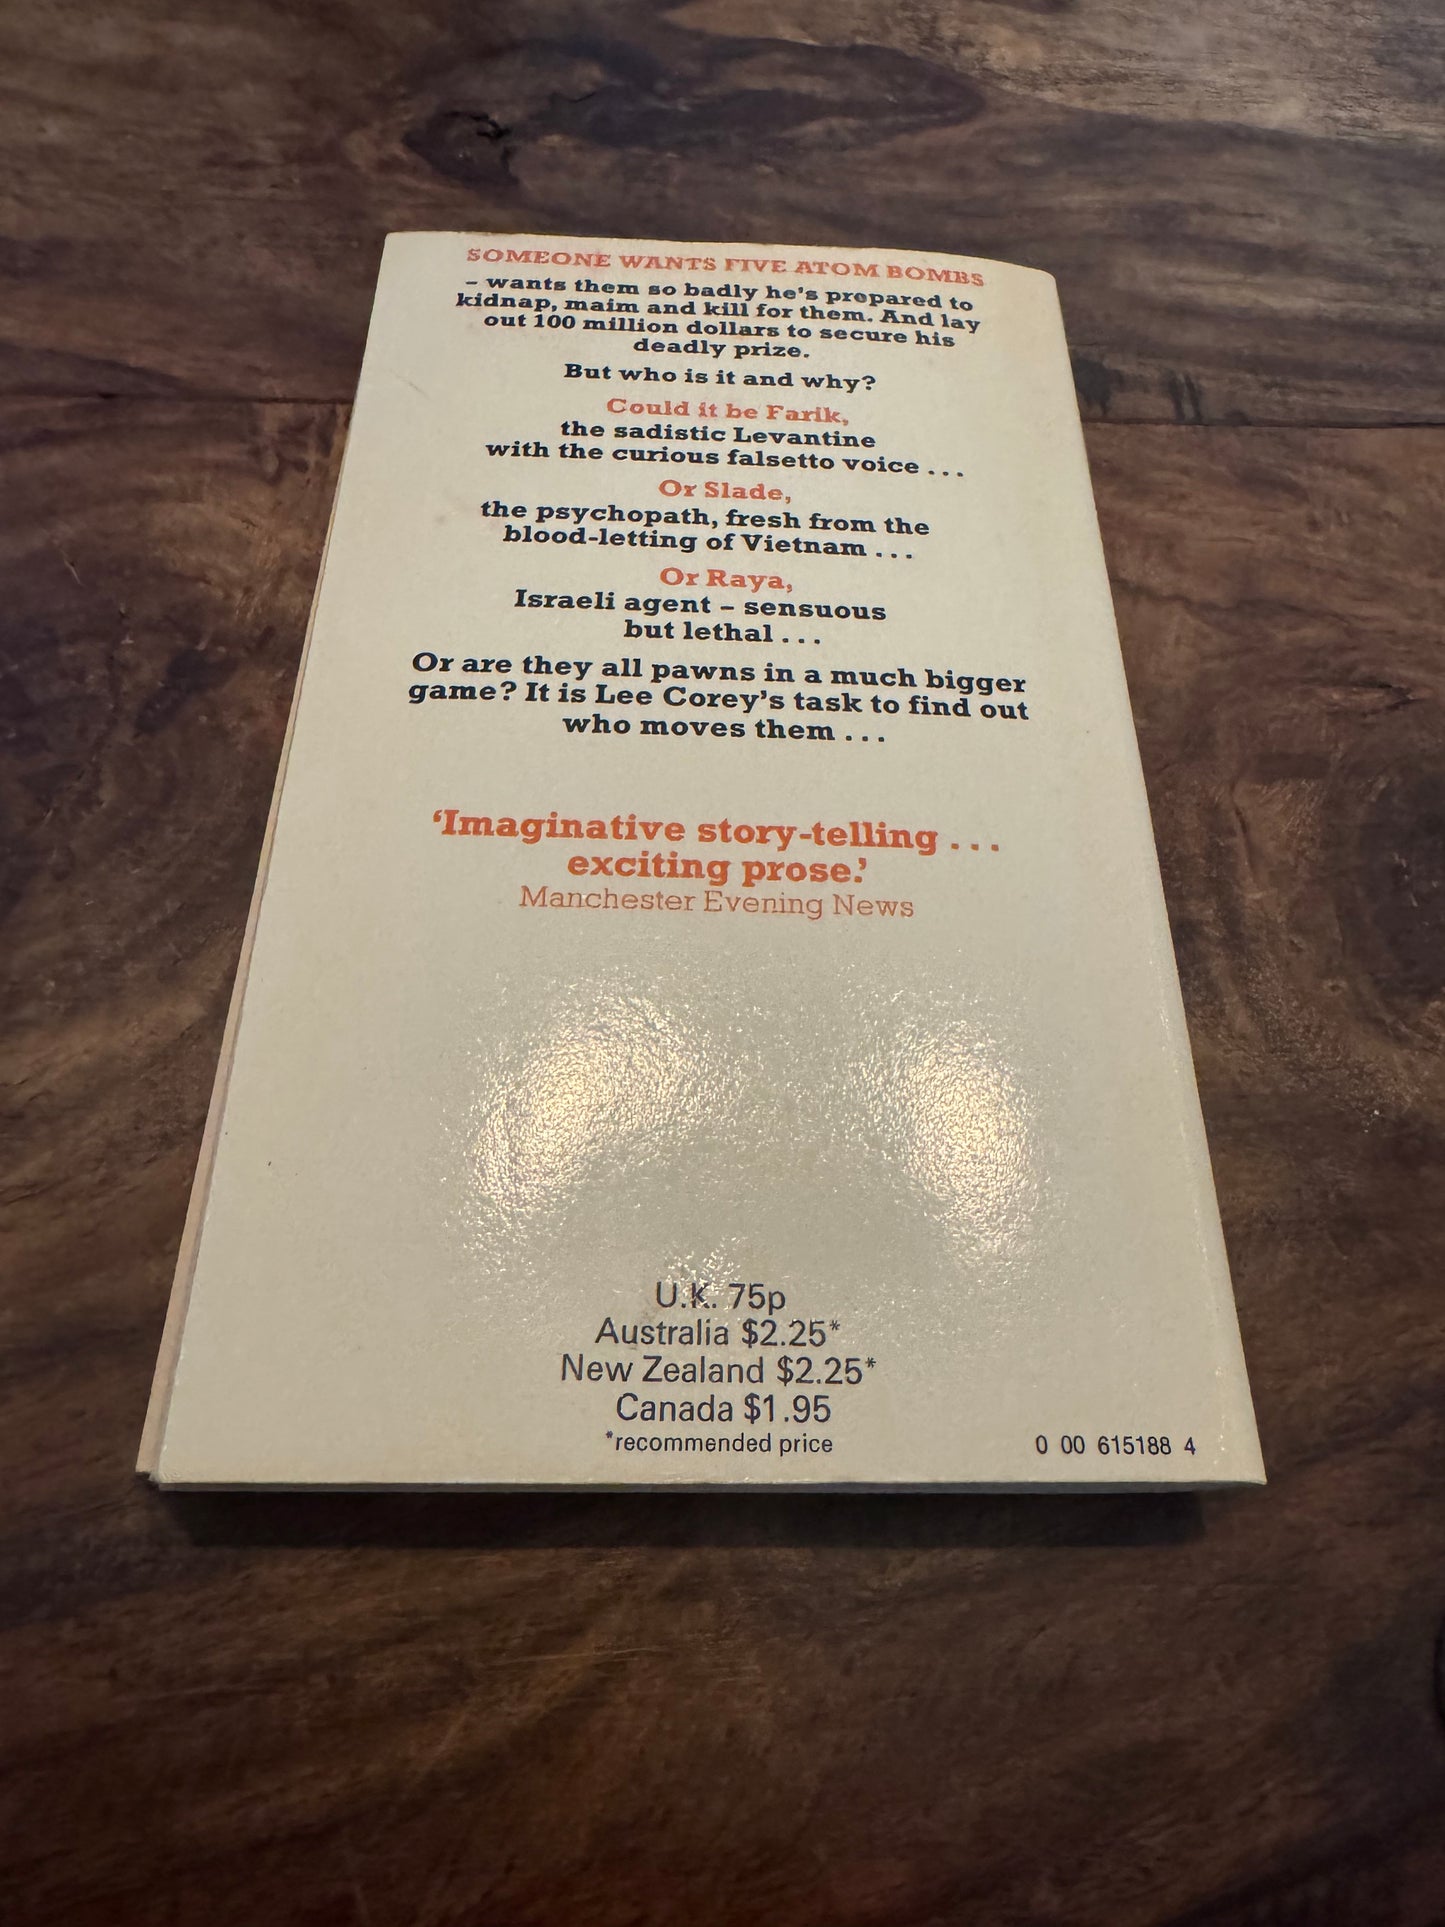 SOMEONE WANTS FIVE ATOM BOMBS
– wants them so badly he's prepared to
kidnap, maim and kill for them. And lay
out 100 million dollars to secure his
deadly prize.
But who is it and why?
Could it be Farik,
the sadistic Levantine
with the curious falsetto voice . . .
Or Slade,
the psychopath, fresh from the
blood-letting of Vietnam . . .
Or Raya,
Israeli agent – sensuous
but lethal . . .
Or are they all pawns in a much bigger
game? It is Lee Corey's task to find out
who moves them . . .
‘Imaginative story-telling . . .
exciting prose.’
Manchester Evening News
U.K. 75p
Australia $2.25*
New Zealand $2.25*
Canada $1.95
*recommended price
0 00 615188 4